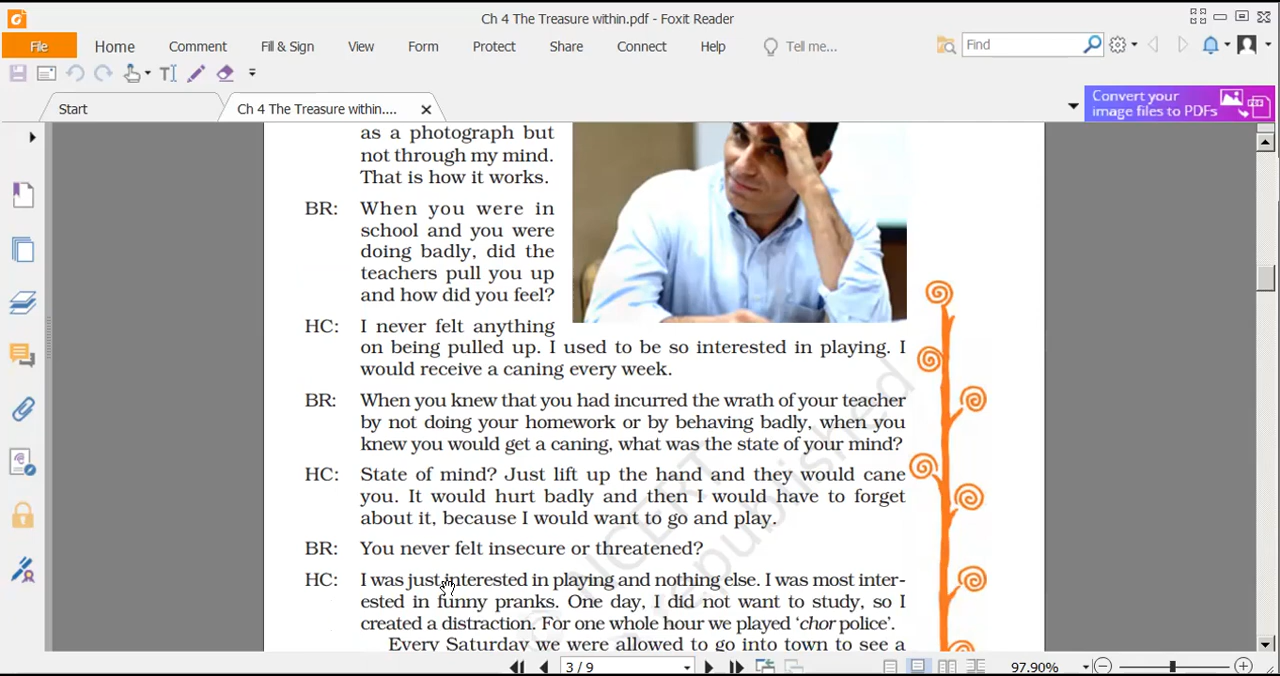 Ch 4 The Treasure within.pdf - Foxit Reader
File Home Comment Fill & Sign View Form Protect Share Connect Help Tell me... Find
Start Ch 4 The Treasure within.... Convert your
image files to PDFs
as a photograph but
not through my mind.
That is how it works.
BR: When you were in
school and you were
doing badly, did the
teachers pull you up
and how did you feel?
HC: I never felt anything
on being pulled up. I used to be so interested in playing. I
would receive a caning every week.
BR: When you knew that you had incurred the wrath of your teacher
by not doing your homework or by behaving badly, when you
knew you would get a caning, what was the state of your mind?
HC: State of mind? Just lift up the hand and they would cane
you. It would hurt badly and then I would have to forget
about it, because I would want to go and play.
BR: You never felt insecure or threatened?
HC: I was just interested in playing and nothing else. I was most inter-
ested in funny pranks. One day, I did not want to study, so I
created a distraction. For one whole hour we played 'chor police'.
Every Saturday we were allowed to go into town to see a
© NCERT
republished
3 / 9 97.90%